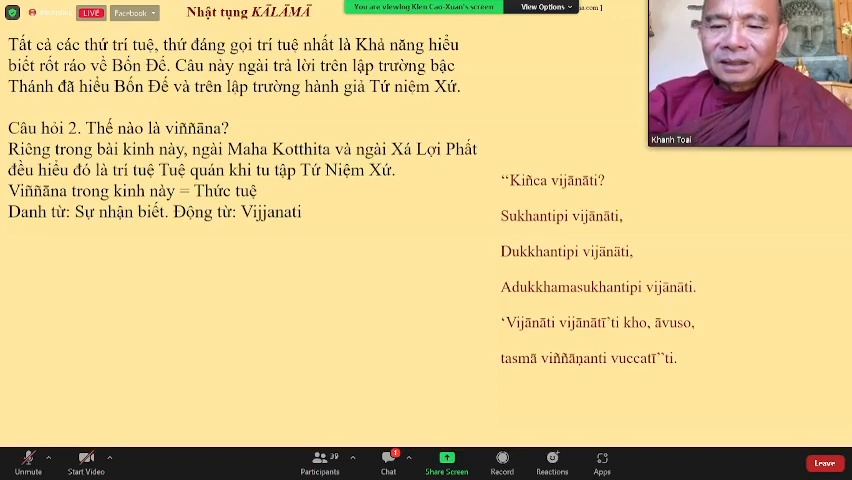 LIVE
Facebook
Nhật tụng KĀLĀMĀ
You are viewing Kien Cao-Xuan's screen
View Options
Tất cả các thứ trí tuệ, thứ đáng gọi trí tuệ nhất là Khả năng hiểu
biết rốt ráo về Bốn Đế. Câu này ngài trả lời trên lập trường bậc
Thánh đã hiểu Bốn Đế và trên lập trường hành giả Tứ niệm Xứ.
Câu hỏi 2. Thế nào là viññāna?
Riêng trong bài kinh này, ngài Maha Kotthita và ngài Xá Lợi Phất
đều hiểu đó là trí tuệ Tuệ quán khi tu tập Tứ Niệm Xứ.
Viññāna trong kinh này = Thức tuệ
Danh từ: Sự nhận biết. Động từ: Vijjanati
Khanh Toai
“Kiñca vijānāti?
Sukhantipi vijānāti,
Dukkhantipi vijānāti,
Adukkhamasukhantipi vijānāti.
‘Vijānāti vijānātī’ti kho, āvuso,
tasmā viññāṇanti vuccatī”ti.
39
1
Unmute
Start Video
Participants
Chat
Share Screen
Record
Reactions
Apps
Leave